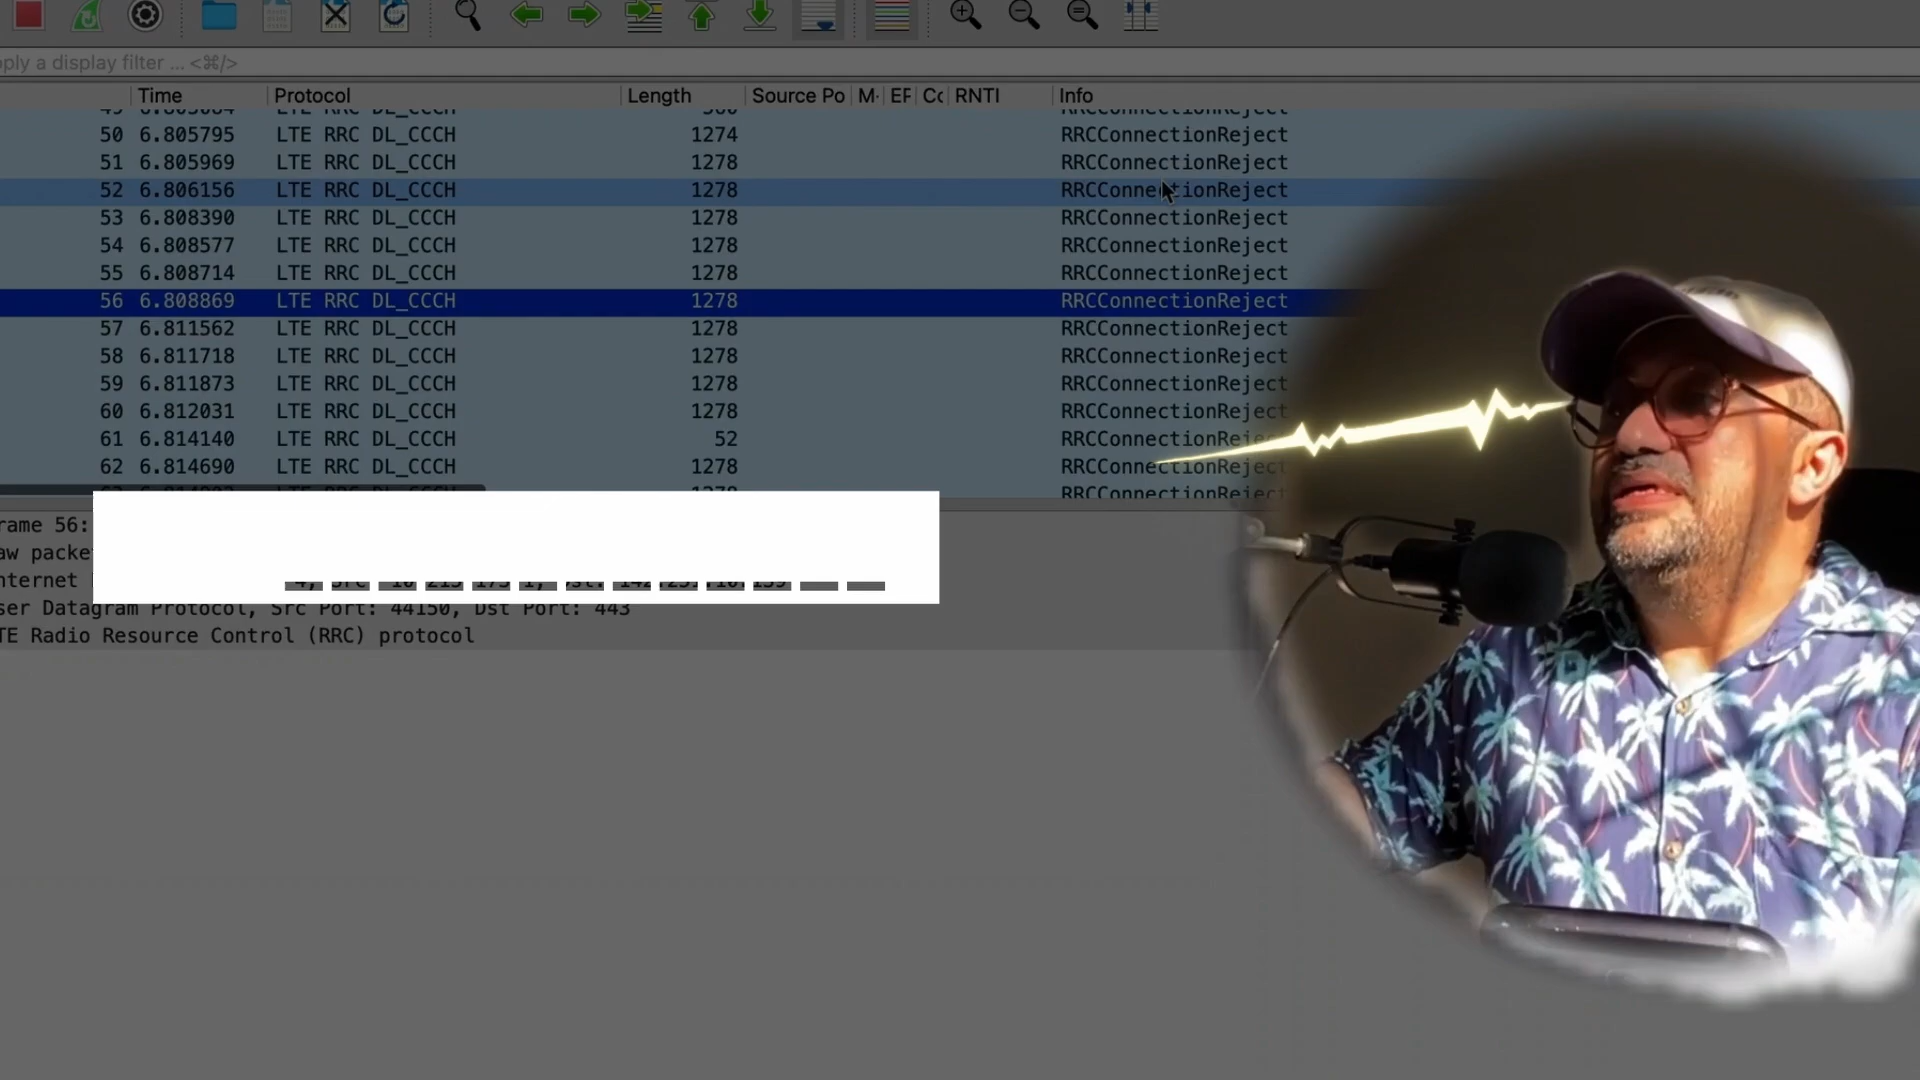 ply a display filter ... <⌘/>
Time Protocol Length Source Po M· EF Cc RNTI Info
50 6.805795 LTE RRC DL_CCCH 1274 RRCConnectionReject
51 6.805969 LTE RRC DL_CCCH 1278 RRCConnectionReject
52 6.806156 LTE RRC DL_CCCH 1278 RRCConnectionReject
53 6.808390 LTE RRC DL_CCCH 1278 RRCConnectionReject
54 6.808577 LTE RRC DL_CCCH 1278 RRCConnectionReject
55 6.808714 LTE RRC DL_CCCH 1278 RRCConnectionReject
56 6.808869 LTE RRC DL_CCCH 1278 RRCConnectionReject
57 6.811562 LTE RRC DL_CCCH 1278 RRCConnectionReject
58 6.811718 LTE RRC DL_CCCH 1278 RRCConnectionReject
59 6.811873 LTE RRC DL_CCCH 1278 RRCConnectionReject
60 6.812031 LTE RRC DL_CCCH 1278 RRCConnectionReject
61 6.814140 LTE RRC DL_CCCH 52 RRCConnectionReject
62 6.814690 LTE RRC DL_CCCH 1278 RRCConnectionReject
RRCConnectionReject
rame 56:
aw packe
nternet
ser Datagram Protocol, Src Port: 44150, Dst Port: 443
TE Radio Resource Control (RRC) protocol